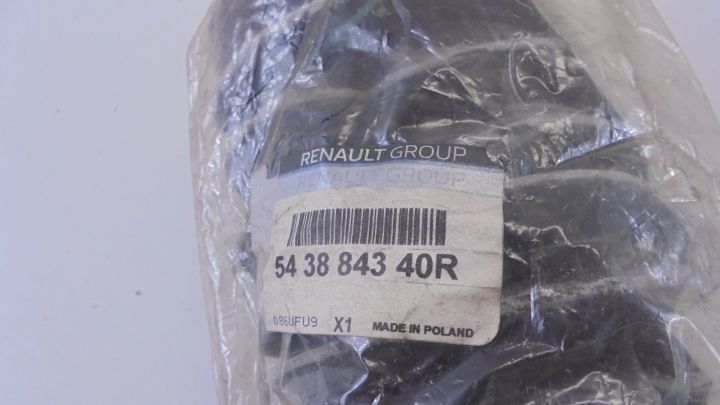 RENAULT GROUP
RENAULT GROUP
54 38 843 40R
086UFU9 X1 MADE IN POLAND